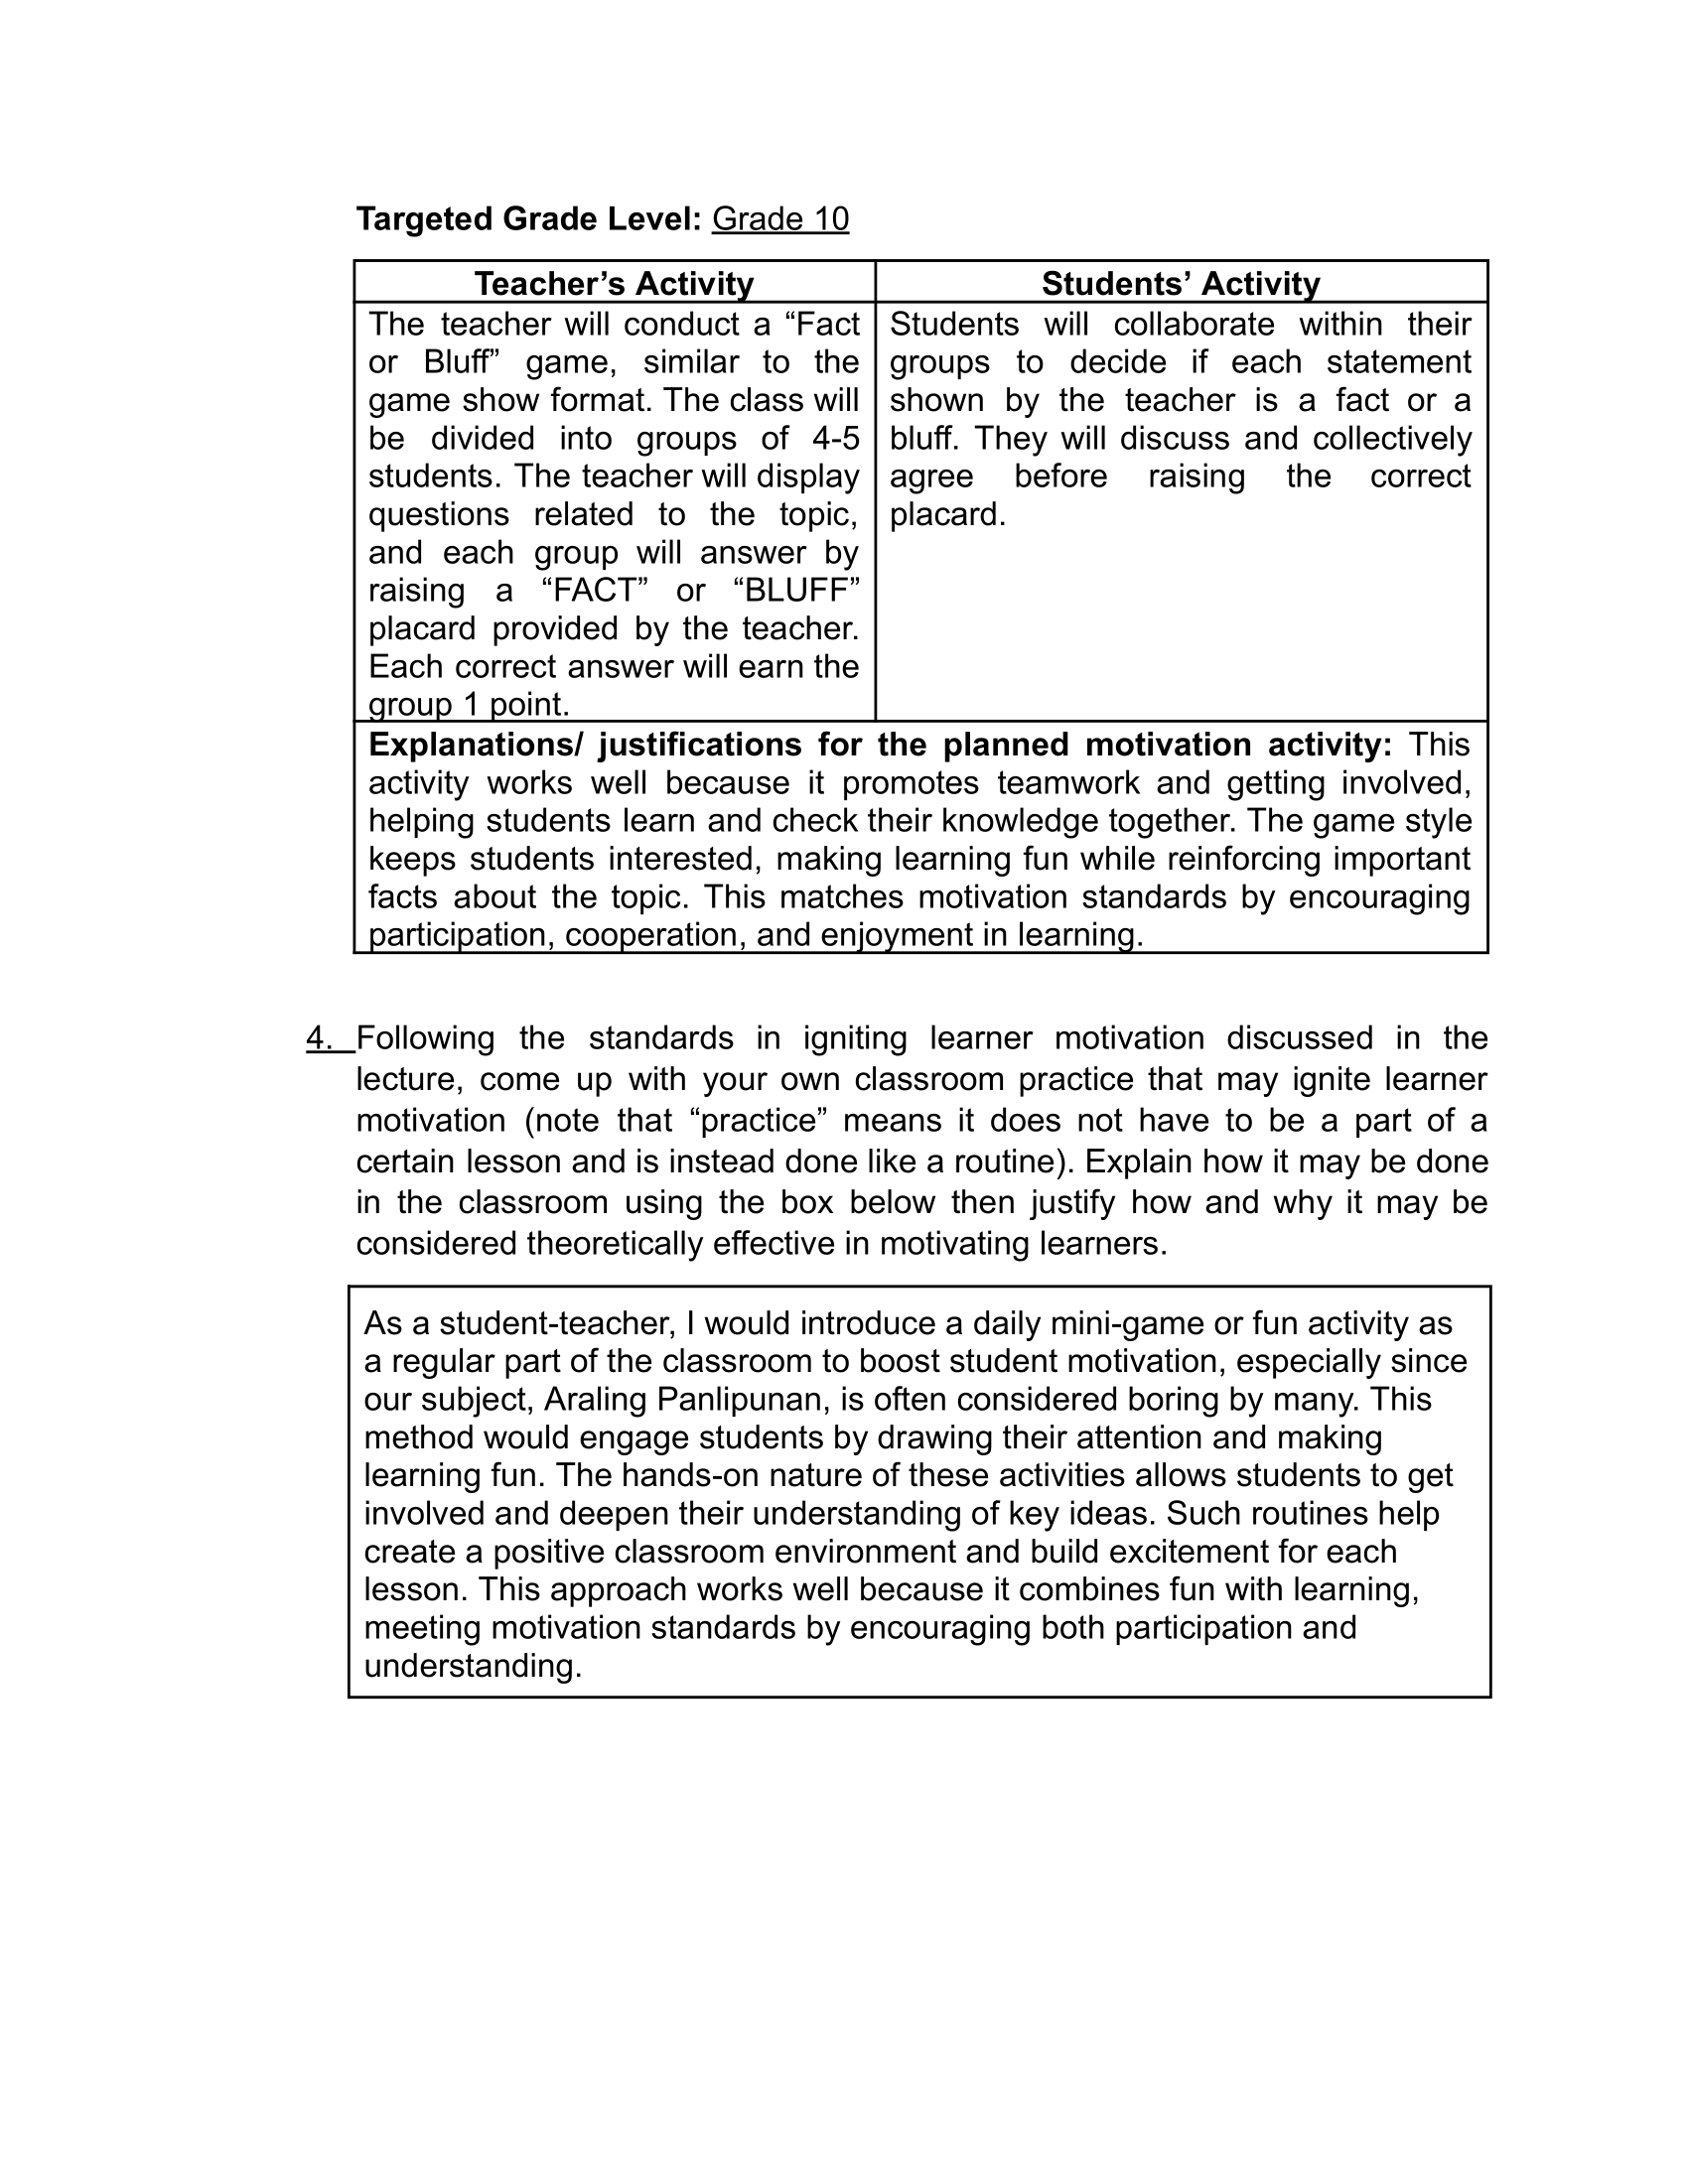 Targeted Grade Level: Grade 10
Teacher’s Activity
Students’ Activity
The teacher will conduct a “Fact
or Bluff” game, similar to the
game show format. The class will
be divided into groups of 4-5
students. The teacher will display
questions related to the topic,
and each group will answer by
raising a “FACT” or “BLUFF”
placard provided by the teacher.
Each correct answer will earn the
group 1 point.
Students will collaborate within their
groups to decide if each statement
shown by the teacher is a fact or a
bluff. They will discuss and collectively
agree before raising the correct
placard.
Explanations/ justifications for the planned motivation activity: This
activity works well because it promotes teamwork and getting involved,
helping students learn and check their knowledge together. The game style
keeps students interested, making learning fun while reinforcing important
facts about the topic. This matches motivation standards by encouraging
participation, cooperation, and enjoyment in learning.
4. Following the standards in igniting learner motivation discussed in the
lecture, come up with your own classroom practice that may ignite learner
motivation (note that “practice” means it does not have to be a part of a
certain lesson and is instead done like a routine). Explain how it may be done
in the classroom using the box below then justify how and why it may be
considered theoretically effective in motivating learners.
As a student-teacher, I would introduce a daily mini-game or fun activity as
a regular part of the classroom to boost student motivation, especially since
our subject, Araling Panlipunan, is often considered boring by many. This
method would engage students by drawing their attention and making
learning fun. The hands-on nature of these activities allows students to get
involved and deepen their understanding of key ideas. Such routines help
create a positive classroom environment and build excitement for each
lesson. This approach works well because it combines fun with learning,
meeting motivation standards by encouraging both participation and
understanding.